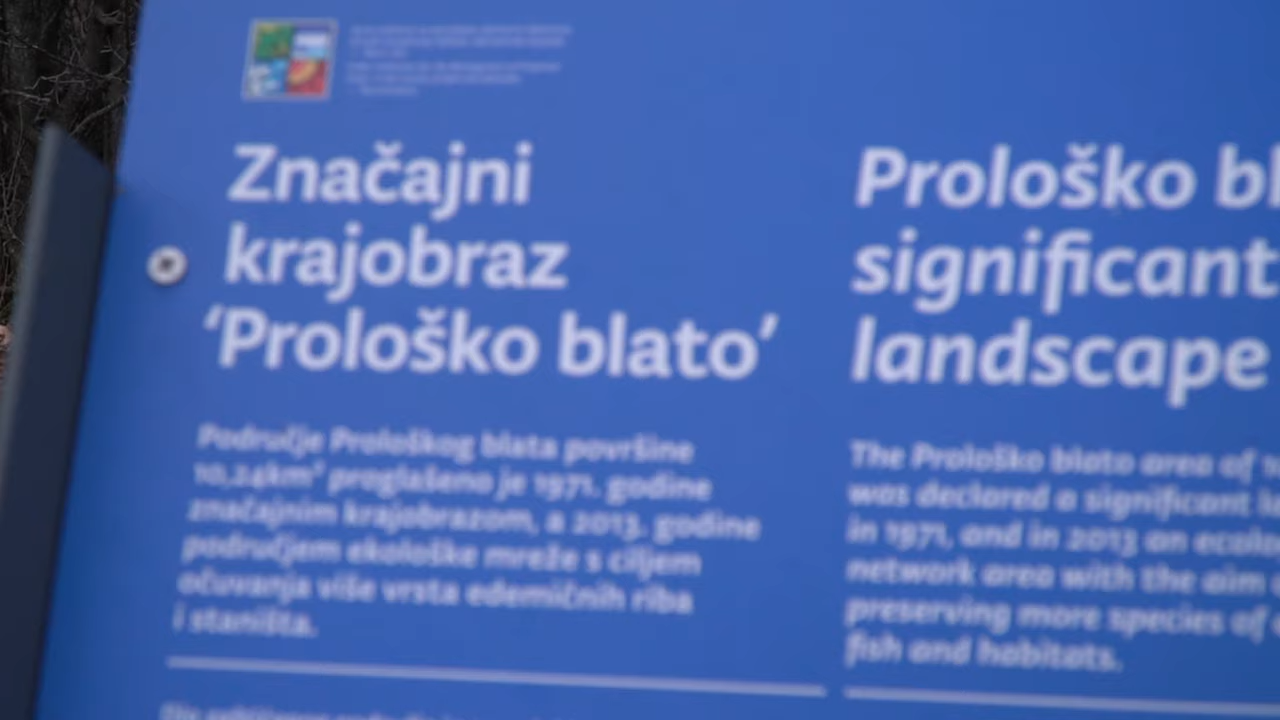 Značajni
krajobraz
‘Prološko blato’
Područje Prološkog blata površine
10,24km² proglašeno je 1971. godine
značajnim krajobrazom, a 2013. godine
područjem ekološke mreže s ciljem
očuvanja više vrsta edemičnih riba
i staništa.
Prološko bl
significant
landscape
The Prološko blato area of
was declared a significant
in 1971, and in 2013 an ecolo
network area with the aim
preserving more species of
fish and habitats.